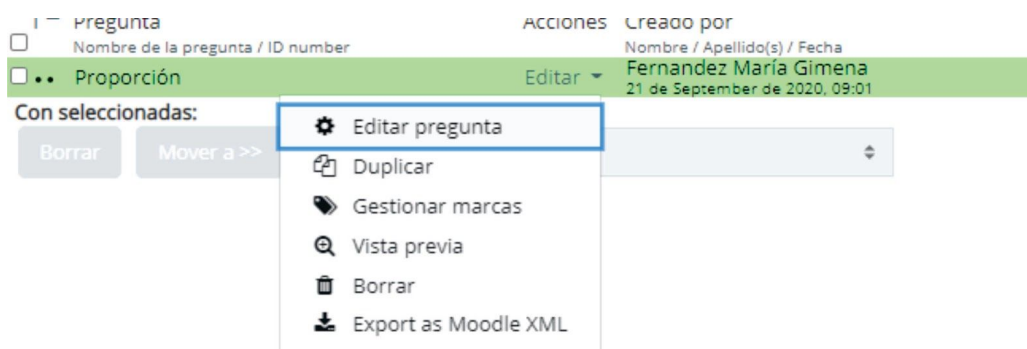 Pregunta Acciones Creado por
Nombre de la pregunta / ID number Nombre / Apellido(s) / Fecha
Proporción Editar Fernandez María Gimena
21 de September de 2020, 09:01
Con seleccionadas:
Borrar Mover a >>
Editar pregunta
Duplicar
Gestionar marcas
Vista previa
Borrar
Export as Moodle XML